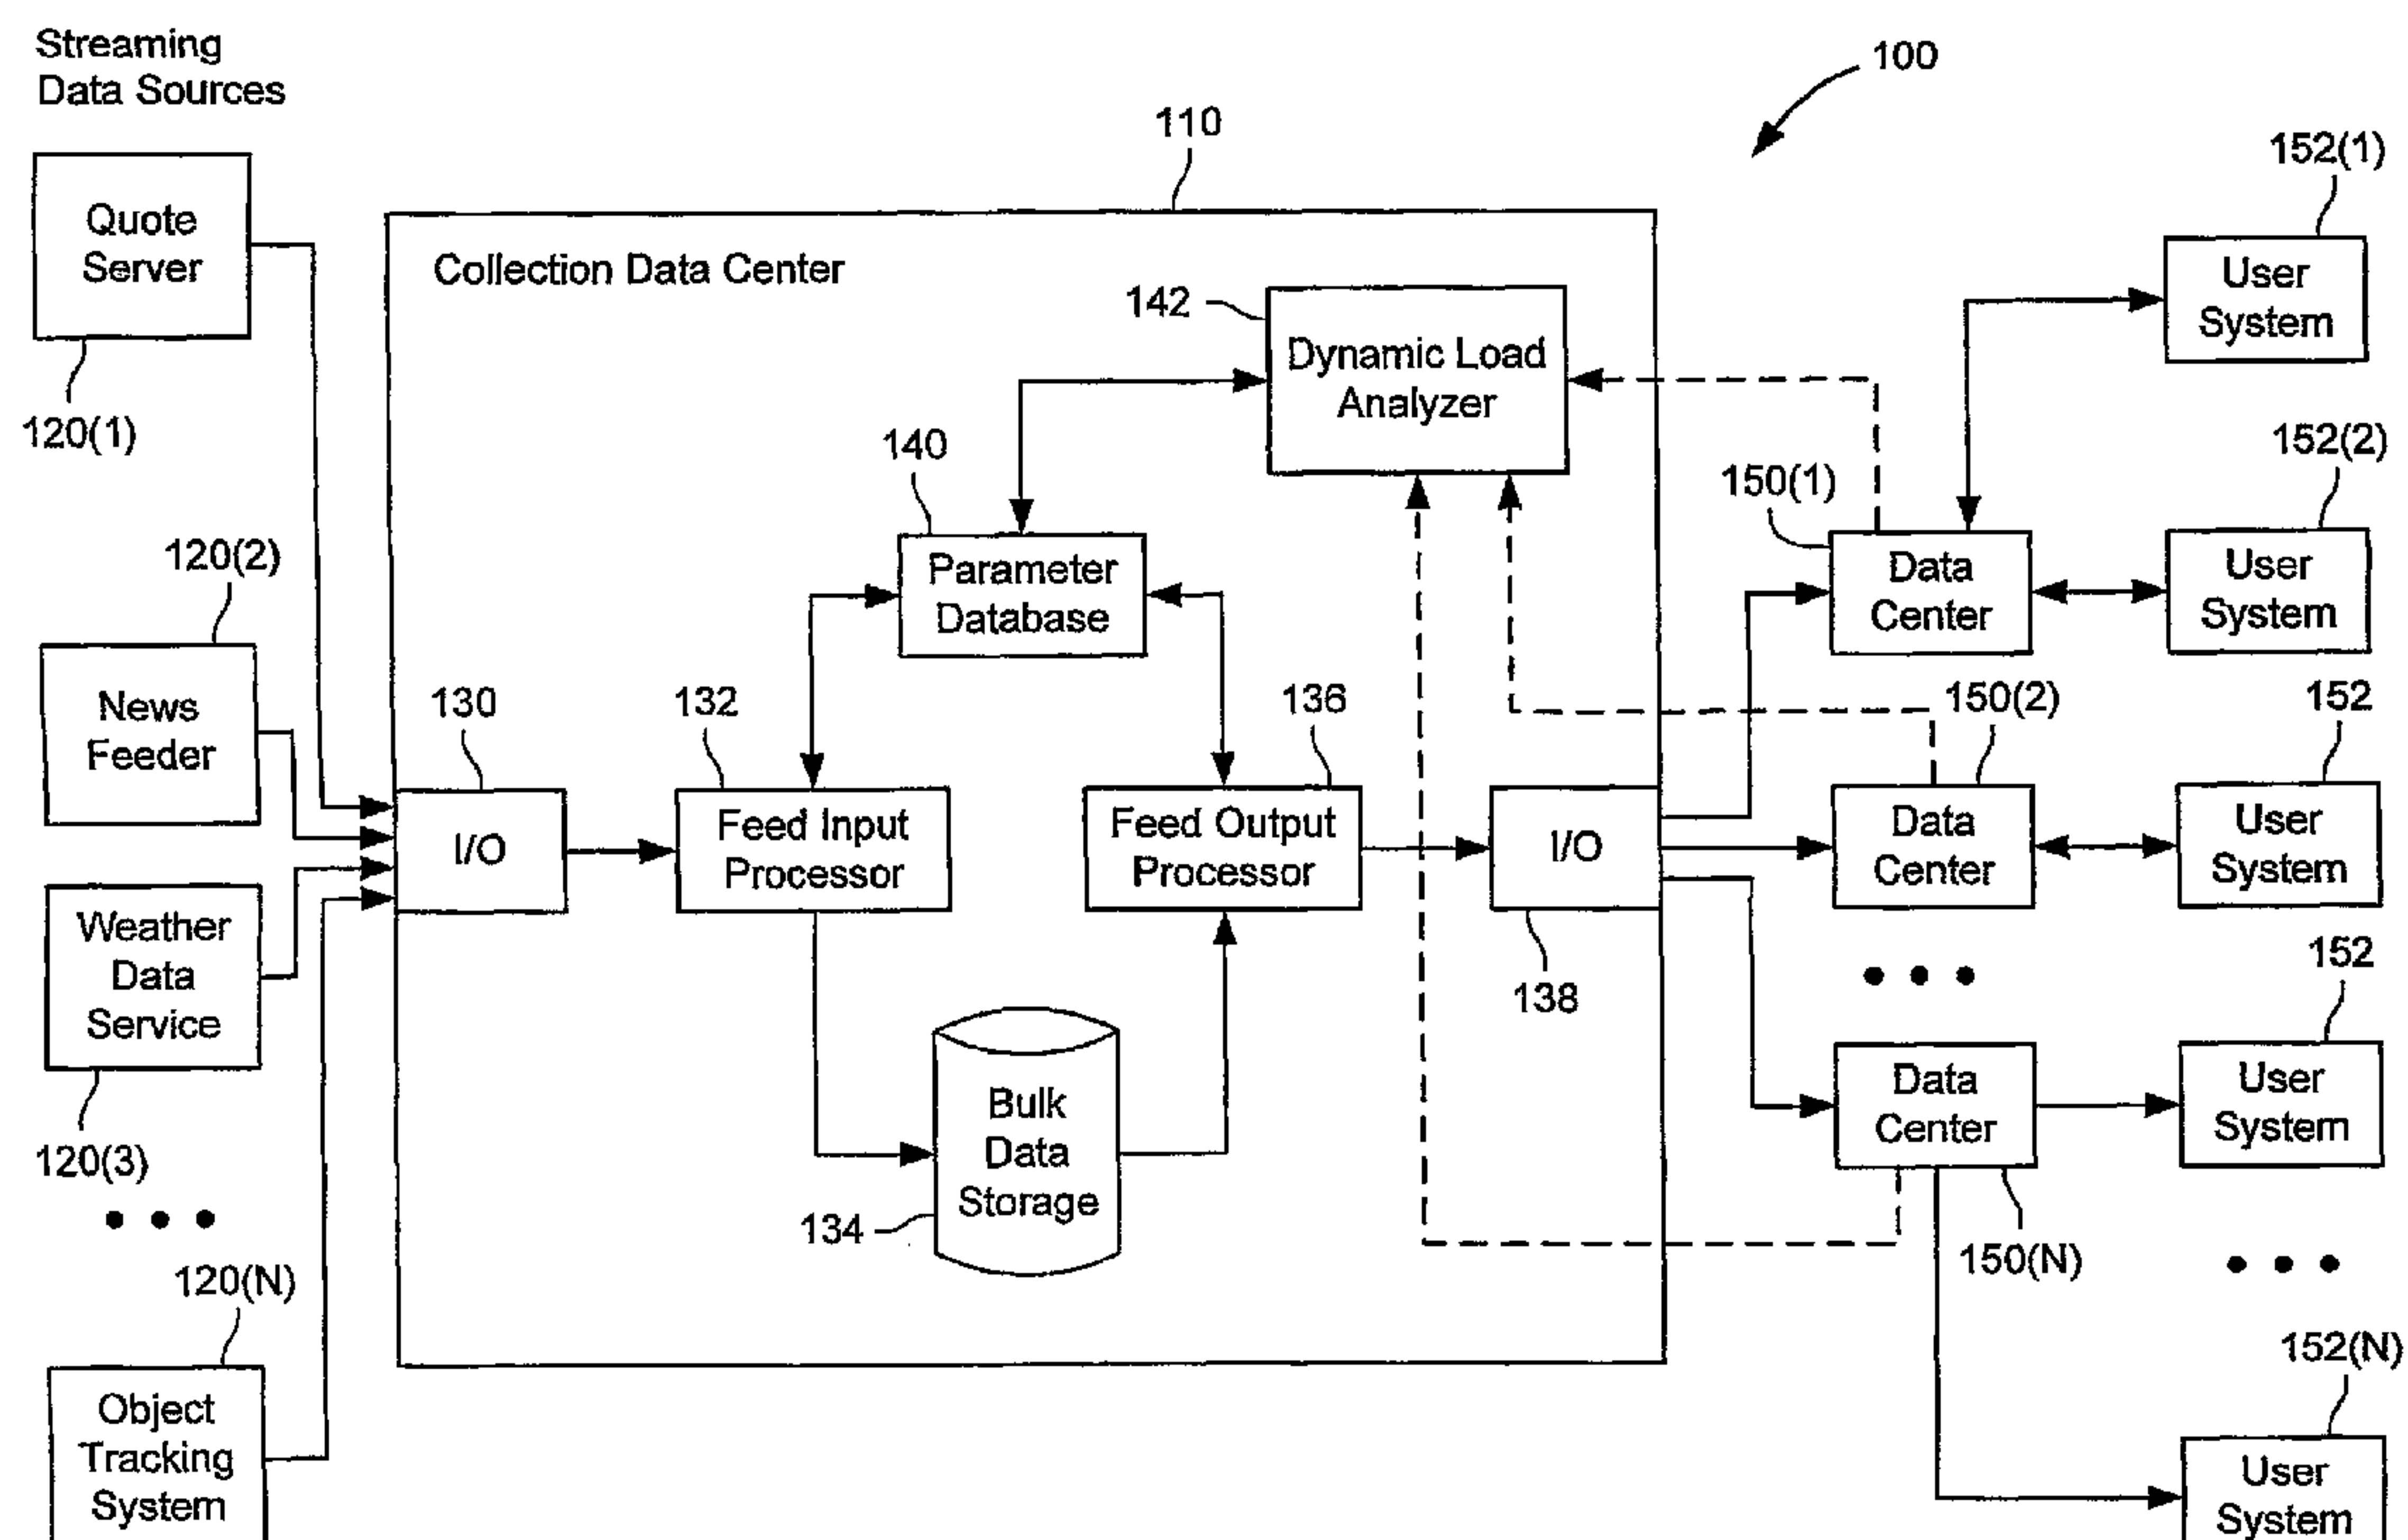 Streaming
Data Sources
100
110
152(1)
Quote
Server
120(1)
Collection Data Center
142
Dynamic Load
Analyzer
User
System
140
Parameter
Database
150(1)
Data
Center
152(2)
User
System
120(2)
News
Feeder
130
I/O
132
Feed Input
Processor
136
Feed Output
Processor
I/O
138
150(2)
Data
Center
152
User
System
Weather
Data
Service
120(3)
Bulk
Data
Storage
134
Data
Center
150(N)
152
User
System
120(N)
Object
Tracking
System
152(N)
User
System